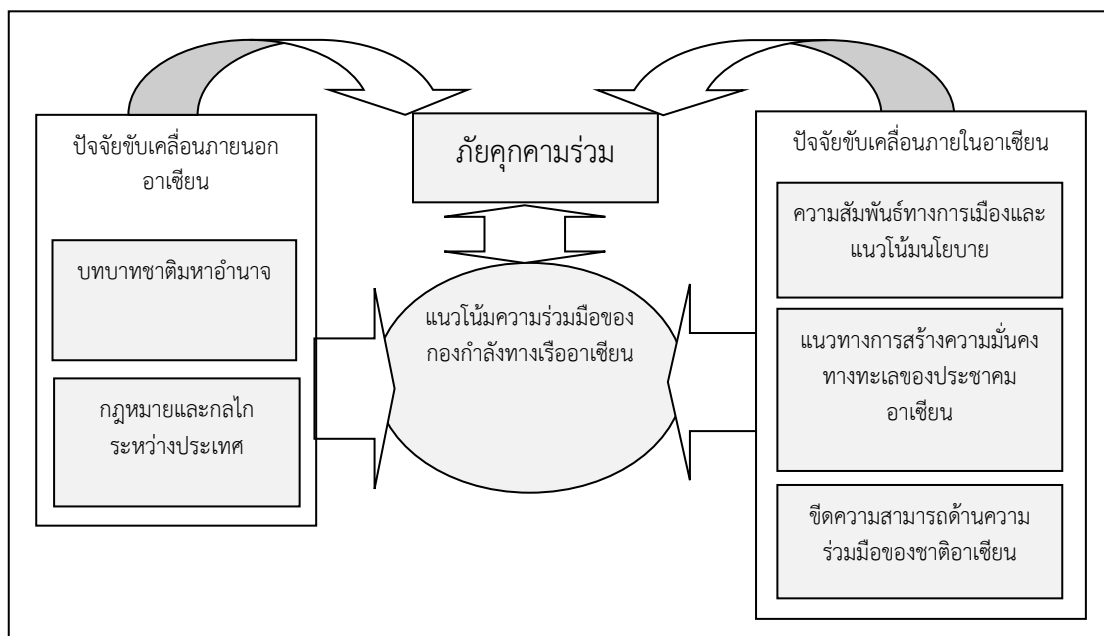 ปัจจัยขับเคลื่อนภายนอก
อาเซียน
บทบาทชาติมหาอำนาจ
กฎหมายและกลไก
ระหว่างประเทศ
ภัยคุกคามร่วม
แนวโน้มความร่วมมือของ
กองกำลังทางเรืออาเซียน
ปัจจัยขับเคลื่อนภายในอาเซียน
ความสัมพันธ์ทางการเมืองและ
แนวโน้มนโยบาย
แนวทางการสร้างความมั่นคง
ทางทะเลของประชาคม
อาเซียน
ขีดความสามารถด้านความ
ร่วมมือของชาติอาเซียน